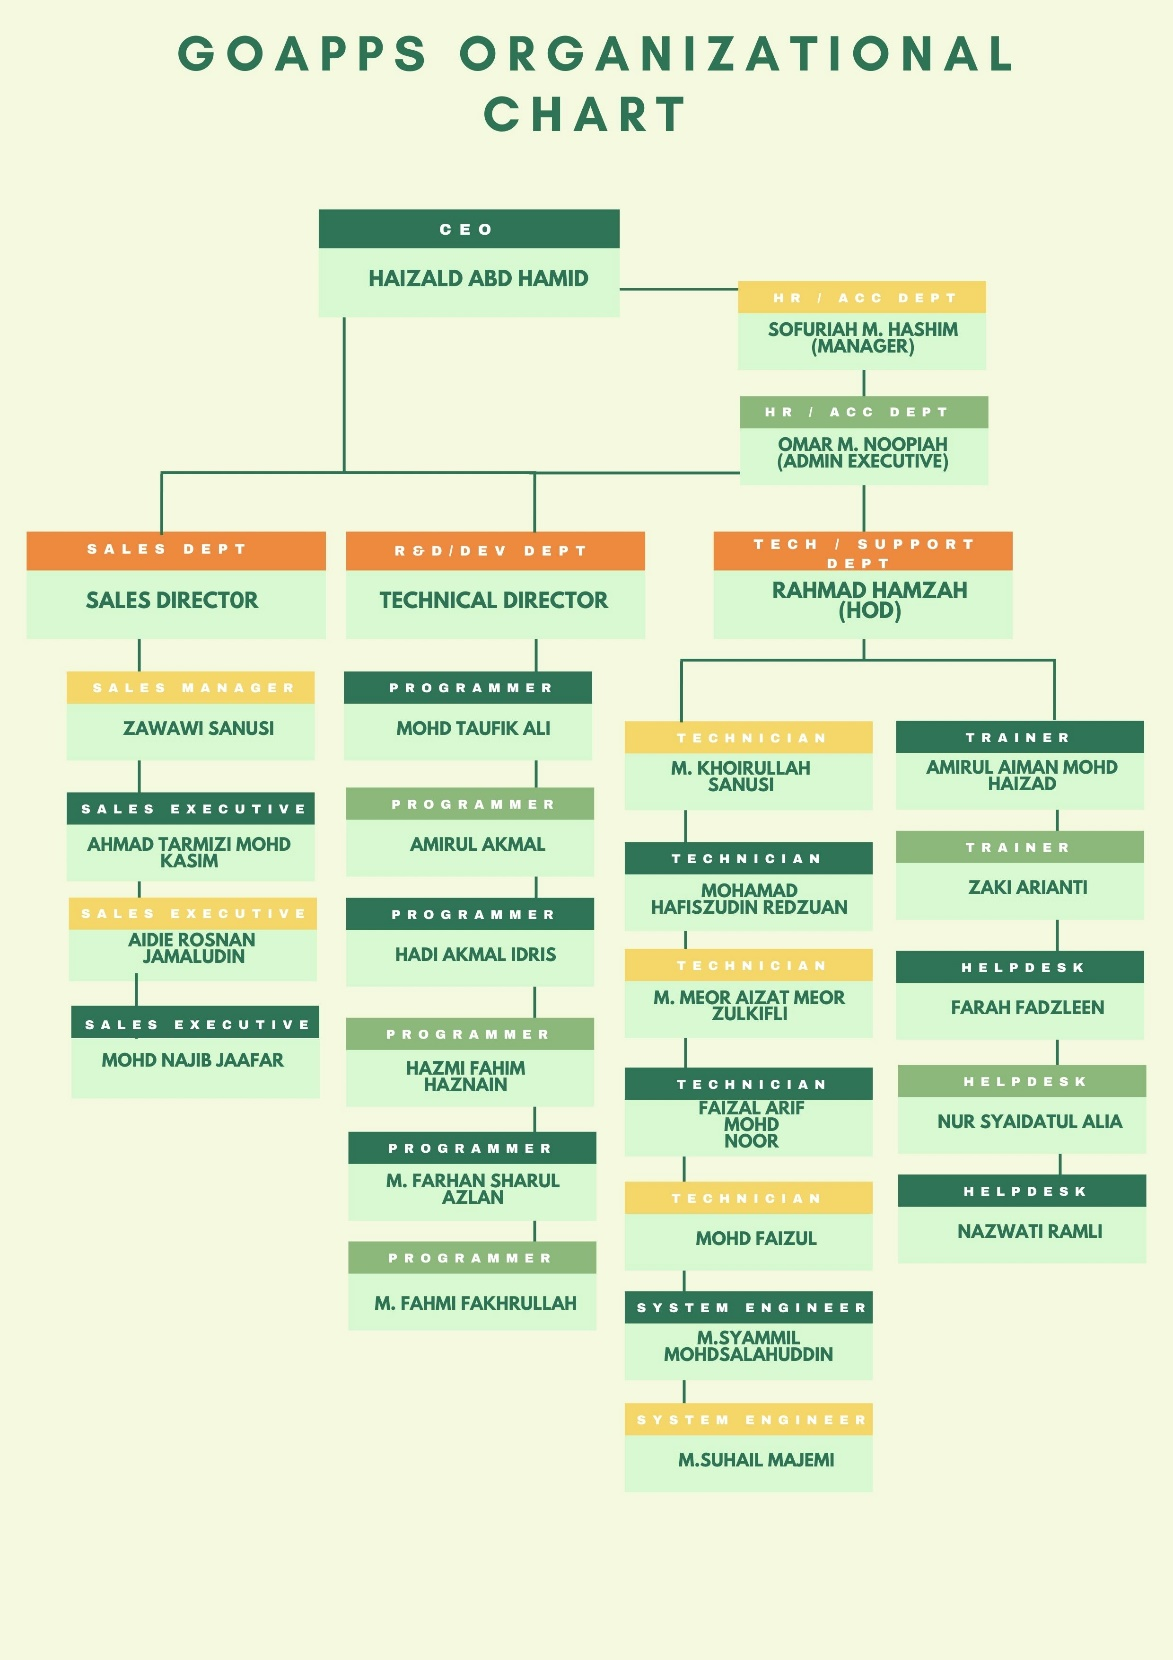 GOAPPS ORGANIZATIONAL
CHART
CEO
HAIZALD ABD HAMID
HR / ACC DEPT
SOFURIAH M. HASHIM
(MANAGER)
HR / ACC DEPT
OMAR M. NOOPIAH
(ADMIN EXECUTIVE)
SALES DEPT
SALES DIRECT0R
R&D/DEV DEPT
TECHNICAL DIRECTOR
TECH / SUPPORT
DEPT
RAHMAD HAMZAH
(HOD)
SALES MANAGER
ZAWAWI SANUSI
SALES EXECUTIVE
AHMAD TARMIZI MOHD
KASIM
SALES EXECUTIVE
AIDIE ROSNAN
JAMALUDIN
SALES EXECUTIVE
MOHD NAJIB JAAFAR
PROGRAMMER
MOHD TAUFIK ALI
PROGRAMMER
AMIRUL AKMAL
PROGRAMMER
HADI AKMAL IDRIS
PROGRAMMER
HAZMI FAHIM
HAZNAIN
PROGRAMMER
M. FARHAN SHARUL
AZLAN
PROGRAMMER
M. FAHMI FAKHRULLAH
TECHNICIAN
M. KHOIRULLAH
SANUSI
TECHNICIAN
MOHAMAD
HAFISZUDIN REDZUAN
TECHNICIAN
M. MEOR AIZAT MEOR
ZULKIFLI
TECHNICIAN
FAIZAL ARIF
MOHD
NOOR
TECHNICIAN
MOHD FAIZUL
SYSTEM ENGINEER
M.SYAMMIL
MOHDSALAHUDDIN
SYSTEM ENGINEER
M.SUHAIL MAJEMI
TRAINER
AMIRUL AIMAN MOHD
HAIZAD
TRAINER
ZAKI ARIANTI
HELPDESK
FARAH FADZLEEN
HELPDESK
NUR SYAIDATUL ALIA
HELPDESK
NAZWATI RAMLI